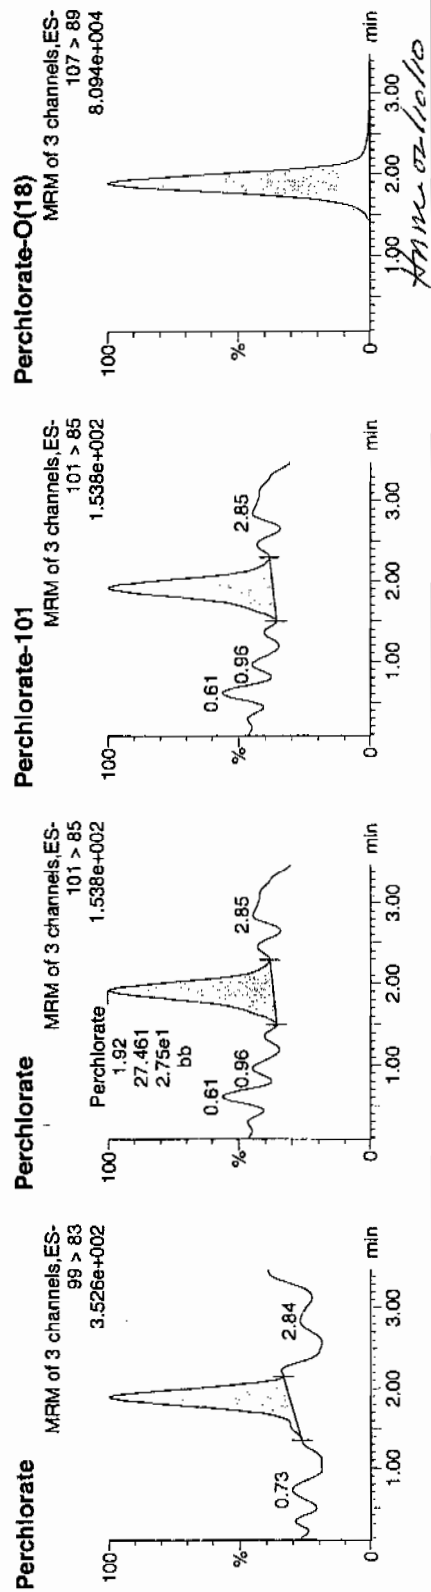 Perchlorate
MRM of 3 channels,ES-
99 > 83
3.526e+002
100
%
0
0.73
2.84
1.00
2.00
3.00
min
Perchlorate
MRM of 3 channels,ES-
101 > 85
1.538e+002
100
Perchlorate
1.92
27.461
2.75e1
bb
%
0
0.61
0.96
2.85
1.00
2.00
3.00
min
Perchlorate-101
MRM of 3 channels,ES-
101 > 85
1.538e+002
100
%
0
0.61
0.96
2.85
1.00
2.00
3.00
min
Perchlorate-O(18)
MRM of 3 channels,ES-
107 > 89
8.094e+004
100
%
0
1.00
2.00
3.00
min